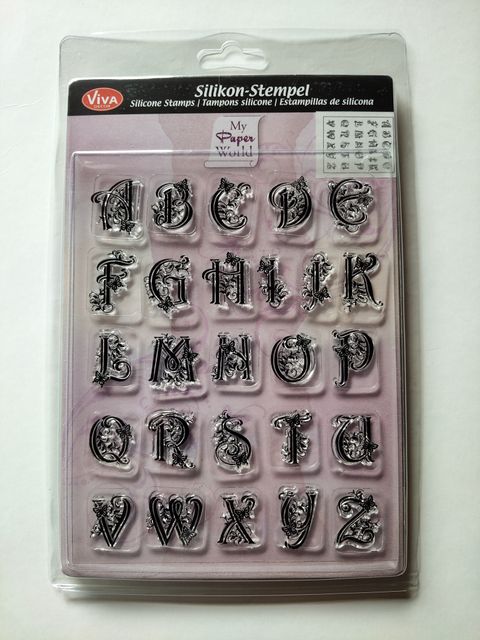 ViVA
DECOR
Silikon-Stempel
Silicone Stamps / Tampons silicone / Estampillas de silicona
My
Paper
World
A B C D E
F G H I J K
L M N O P
Q R S T U
V W X Y Z